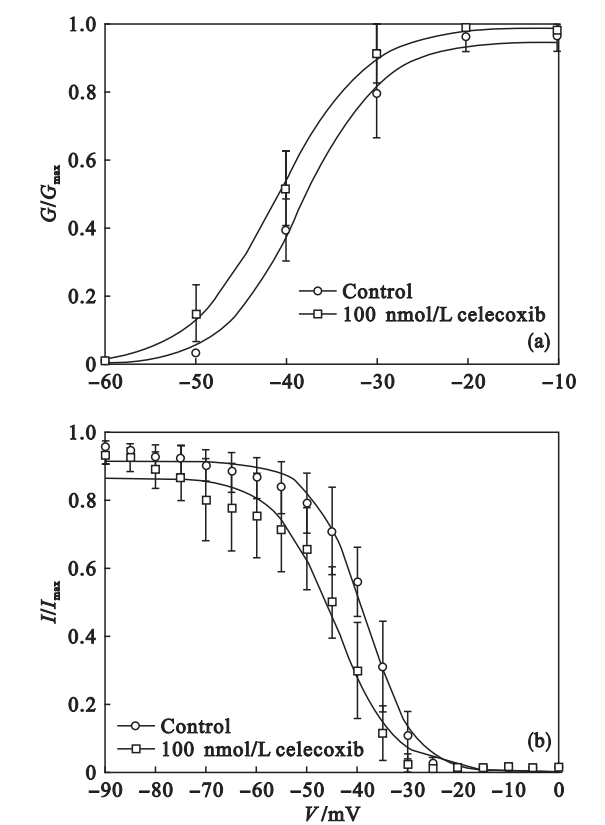 1.0
0.8
0.6
0.4
0.2
0
G/Gmax
Control
100 nmol/L celecoxib
(a)
−60 −50 −40 −30 −20 −10
1.0
0.8
0.6
0.4
0.2
0
I/Imax
Control
100 nmol/L celecoxib
(b)
−90 −80 −70 −60 −50 −40 −30 −20 −10 0
V/mV